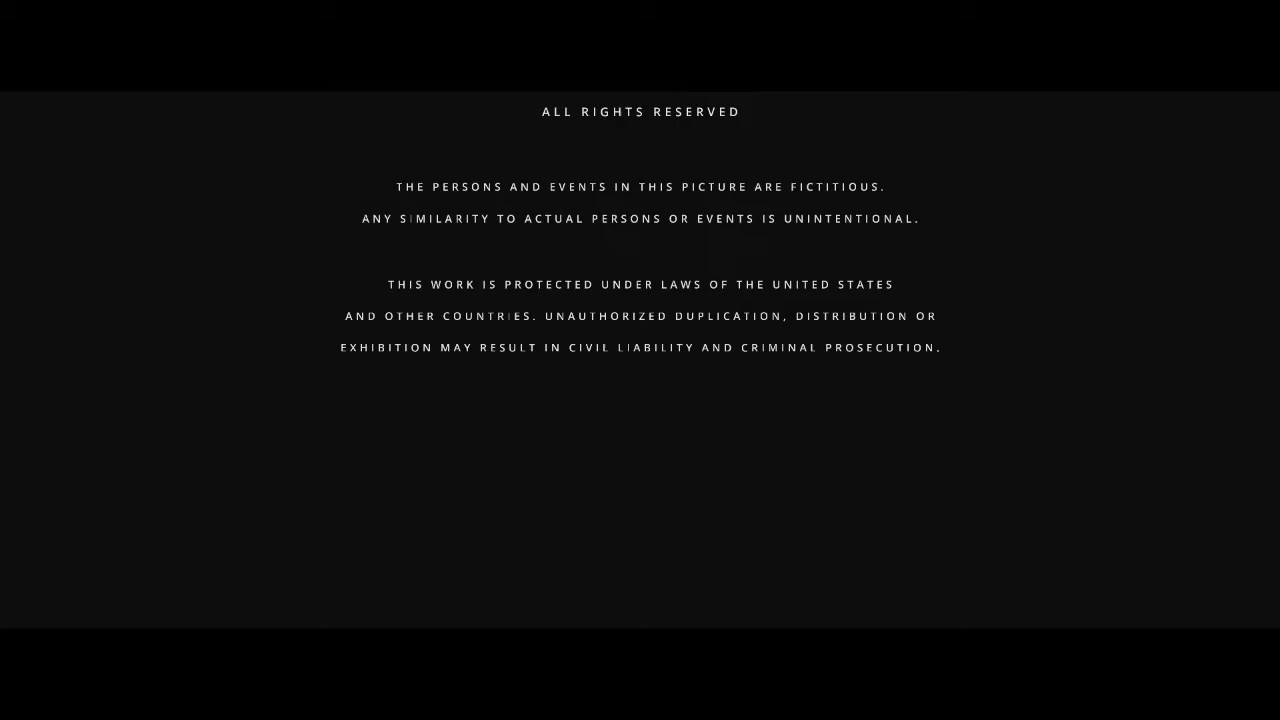 ALL RIGHTS RESERVED
THE PERSONS AND EVENTS IN THIS PICTURE ARE FICTITIOUS.
ANY SIMILARITY TO ACTUAL PERSONS OR EVENTS IS UNINTENTIONAL.
THIS WORK IS PROTECTED UNDER LAWS OF THE UNITED STATES
AND OTHER COUNTRIES. UNAUTHORIZED DUPLICATION, DISTRIBUTION OR
EXHIBITION MAY RESULT IN CIVIL LIABILITY AND CRIMINAL PROSECUTION.